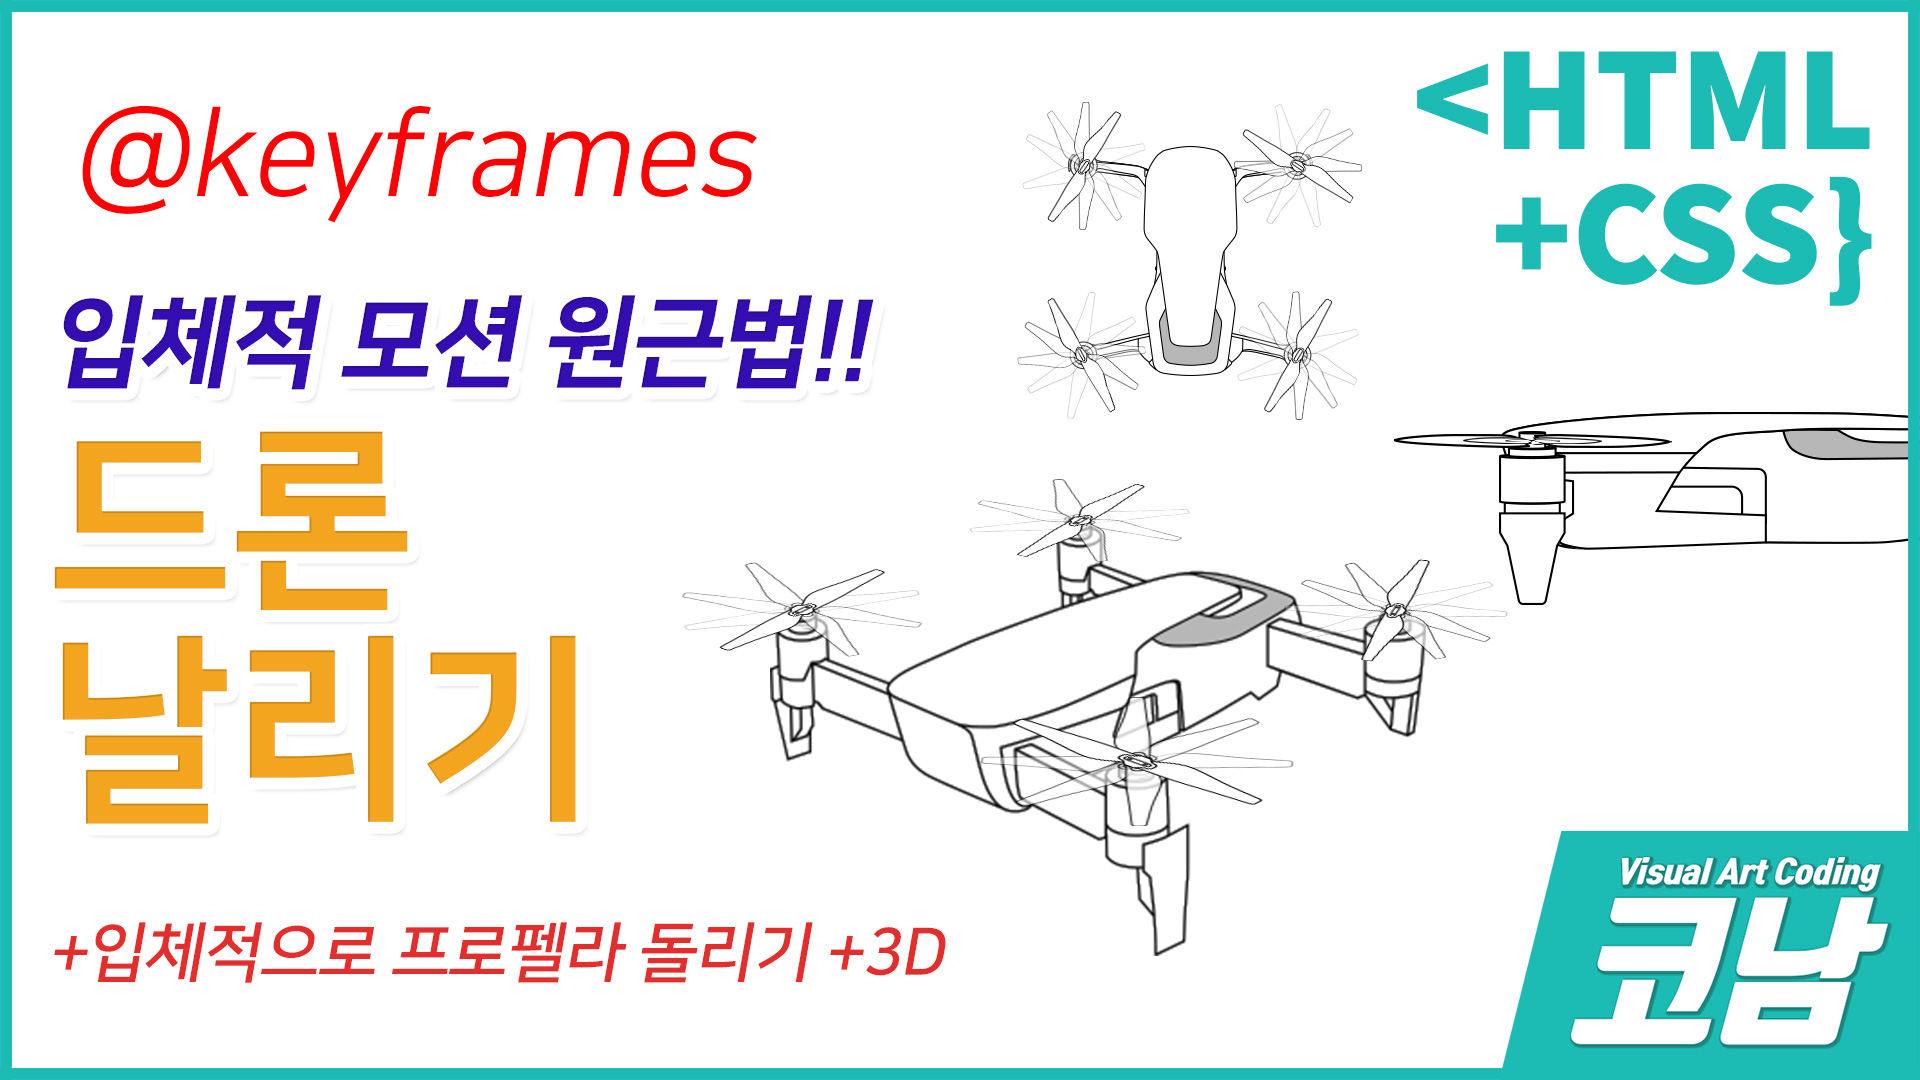 @keyframes
<HTML
+CSS}
입체적 모션 원근법!!
드론
날리기
+입체적으로 프로펠라 돌리기 +3D
Visual Art Coding
코남